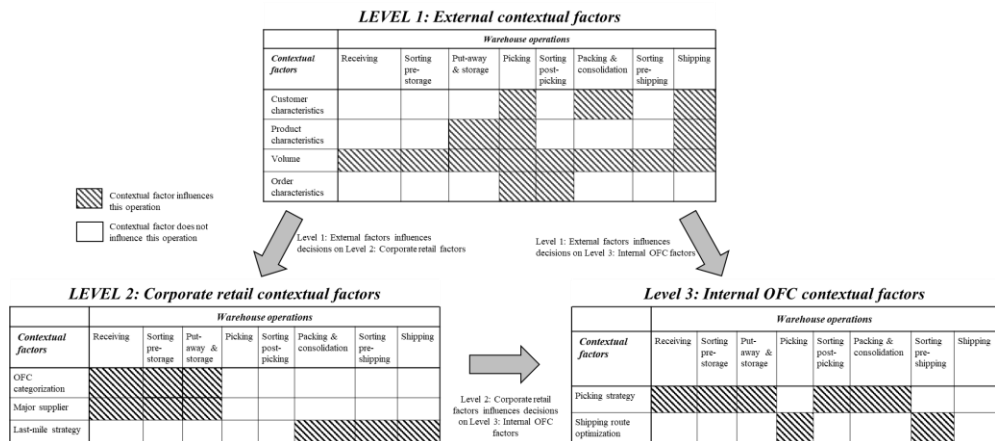 LEVEL 1: External contextual factors
Warehouse operations
Contextual factors
Receiving
Sorting pre-storage
Put-away & storage
Picking
Sorting post-picking
Packing & consolidation
Sorting pre-shipping
Shipping
Customer characteristics
Product characteristics
Volume
Order characteristics
Contextual factor influences
this operation
Contextual factor does not
influence this operation
Level 1: External factors influences
decisions on Level 2: Corporate retail factors
Level 1: External factors influences
decisions on Level 3: Internal OFC factors
LEVEL 2: Corporate retail contextual factors
Warehouse operations
Contextual factors
Receiving
Sorting pre-storage
Put-away & storage
Picking
Sorting post-picking
Packing & consolidation
Sorting pre-shipping
Shipping
OFC categorization
Major supplier
Last-mile strategy
Level 2: Corporate retail
factors influences decisions
on Level 3: Internal OFC
factors
Level 3: Internal OFC contextual factors
Warehouse operations
Contextual factors
Receiving
Sorting pre-storage
Put-away & storage
Picking
Sorting post-picking
Packing & consolidation
Sorting pre-shipping
Shipping
Picking strategy
Shipping route optimization